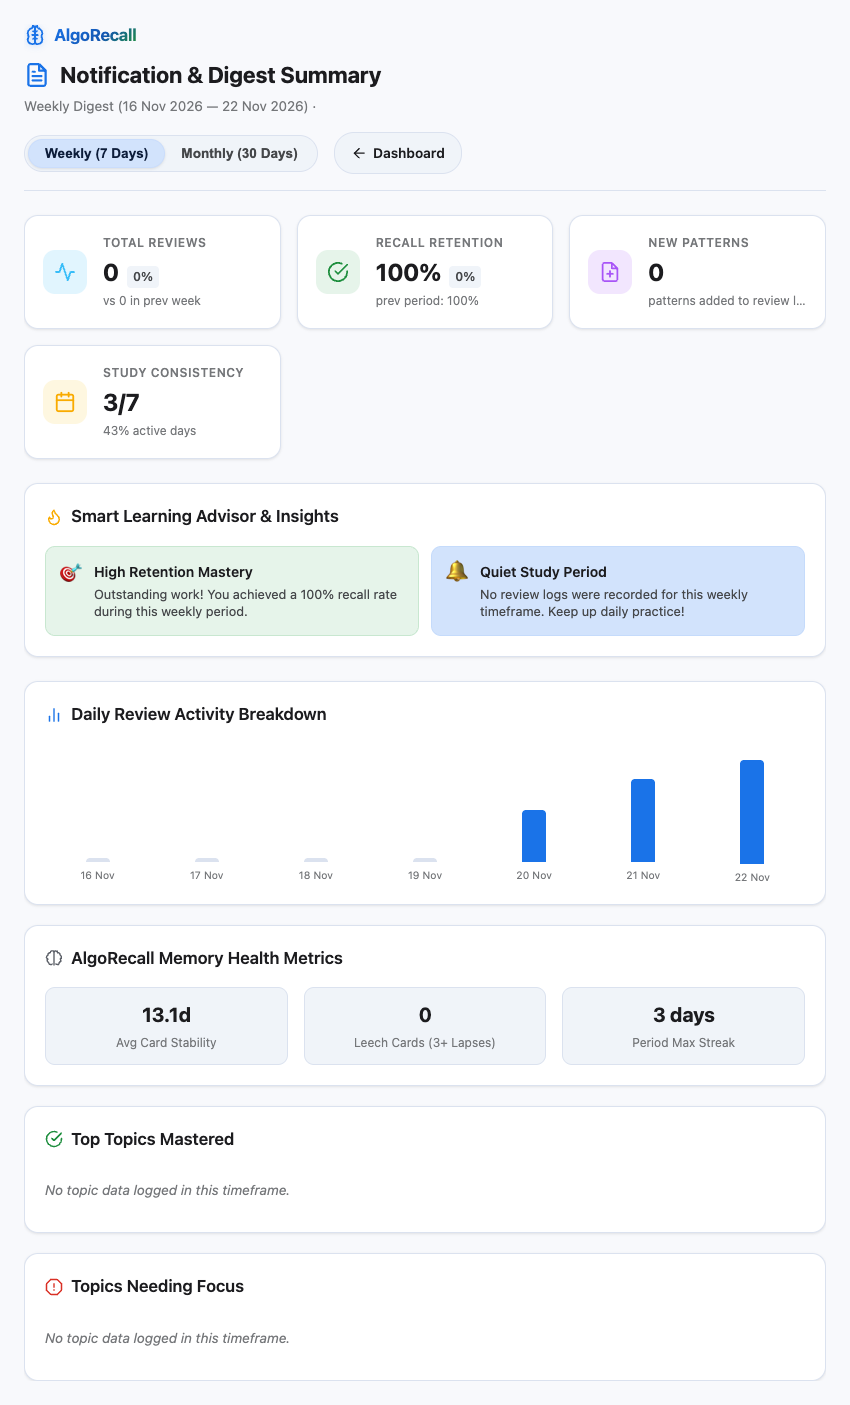 AlgoRecall
Notification & Digest Summary
Weekly Digest (16 Nov 2026 — 22 Nov 2026) ·
Weekly (7 Days)
Monthly (30 Days)
← Dashboard
TOTAL REVIEWS
0 0%
vs 0 in prev week
RECALL RETENTION
100% 0%
prev period: 100%
NEW PATTERNS
0
patterns added to review l...
STUDY CONSISTENCY
3/7
43% active days
Smart Learning Advisor & Insights
High Retention Mastery
Outstanding work! You achieved a 100% recall rate
during this weekly period.
Quiet Study Period
No review logs were recorded for this weekly
timeframe. Keep up daily practice!
Daily Review Activity Breakdown
16 Nov
17 Nov
18 Nov
19 Nov
20 Nov
21 Nov
22 Nov
AlgoRecall Memory Health Metrics
13.1d
Avg Card Stability
0
Leech Cards (3+ Lapses)
3 days
Period Max Streak
Top Topics Mastered
No topic data logged in this timeframe.
Topics Needing Focus
No topic data logged in this timeframe.